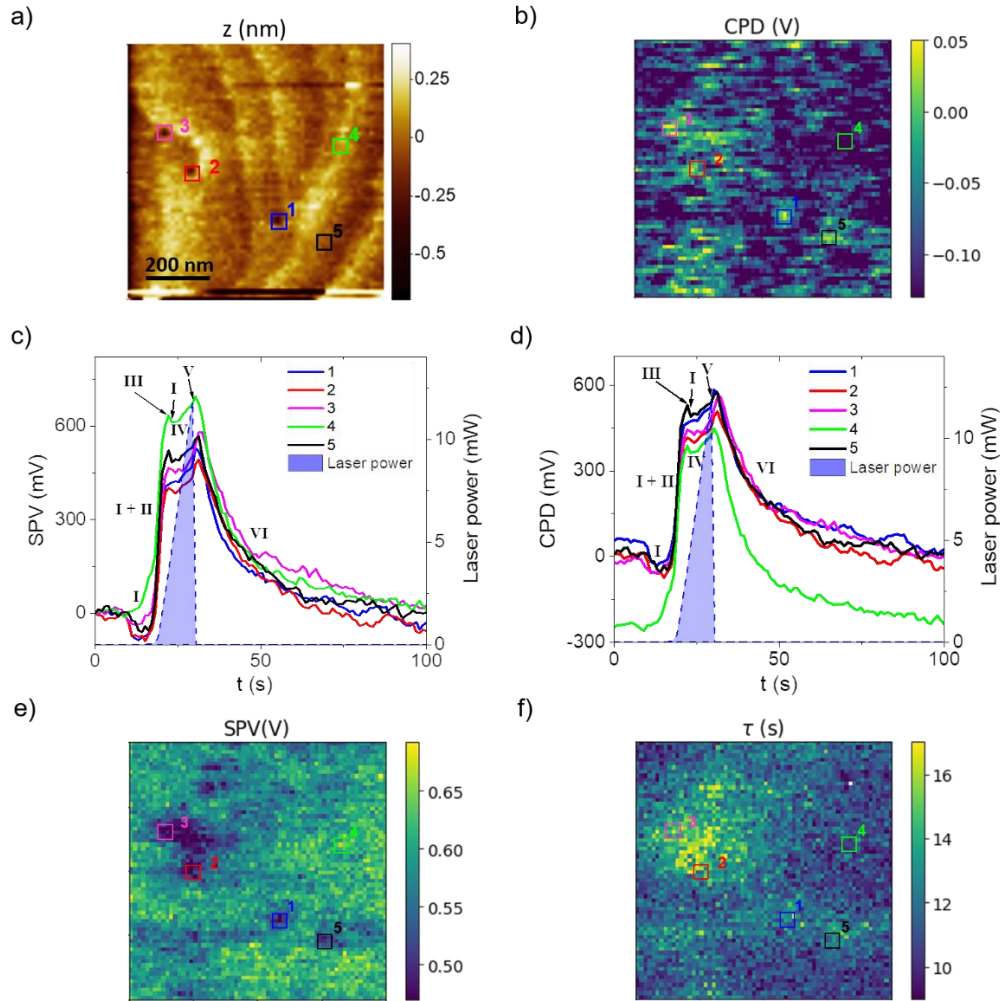 a)
z (nm)
0.25
0
-0.25
-0.5
3
2
4
1
5
200 nm
b)
CPD (V)
0.05
0.00
−0.05
−0.10
3
4
2
1
5
c)
SPV (mV)
600
300
0
0
50
100
t (s)
Laser power (mW)
10
5
0
III
I
V
IV
I + II
I
VI
1
2
3
4
5
Laser power
d)
CPD (mV)
600
300
0
-300
0
50
100
t (s)
Laser power (mW)
10
5
0
III
I
V
IV
I + II
I
VI
1
2
3
4
5
Laser power
e)
SPV(V)
0.65
0.60
0.55
0.50
3
4
2
1
5
f)
τ (s)
16
14
12
10
3
4
2
1
5